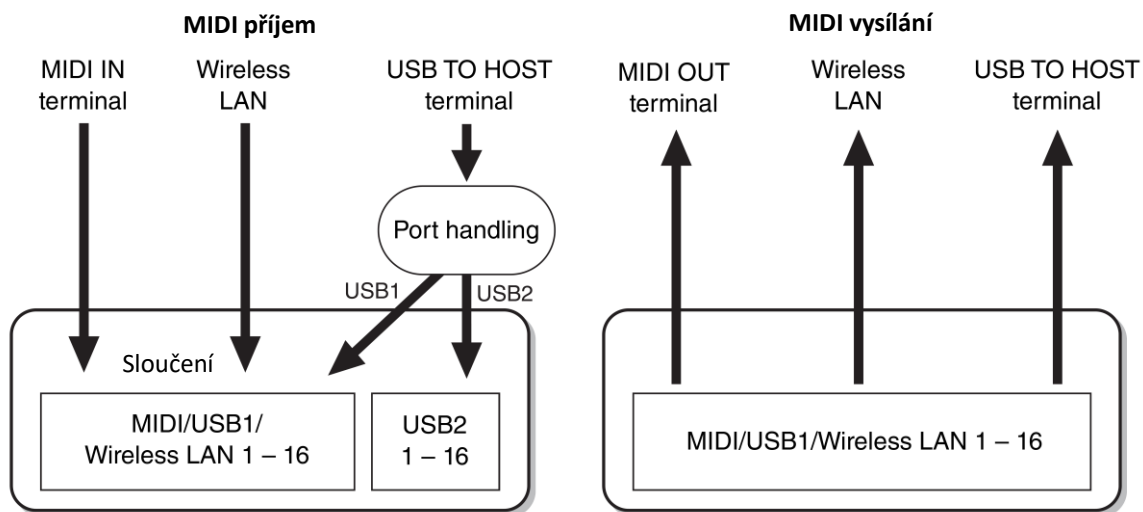 MIDI příjem
MIDI IN
terminal
Wireless
LAN
USB TO HOST
terminal
Port handling
USB1
USB2
Sloučení
MIDI/USB1/
Wireless LAN 1 – 16
USB2
1 – 16
MIDI vysílání
MIDI OUT
terminal
Wireless
LAN
USB TO HOST
terminal
MIDI/USB1/Wireless LAN 1 – 16